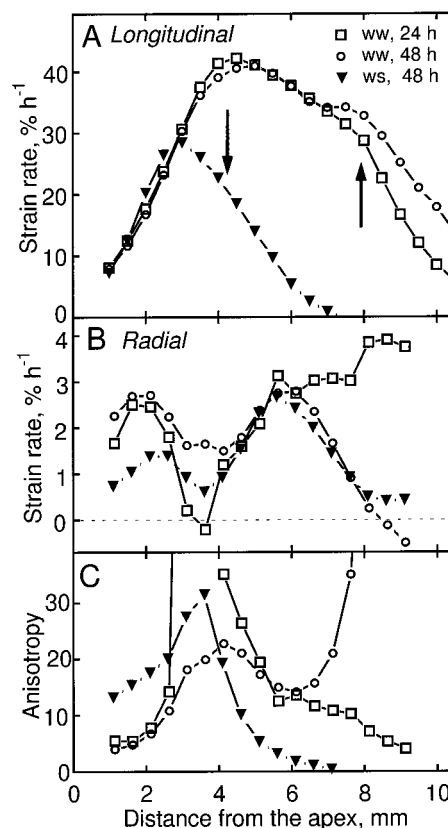 A Longitudinal
ww, 24 h
ww, 48 h
ws, 48 h
Strain rate, % h-1
40
30
20
10
0
B Radial
Strain rate, % h-1
4
3
2
1
0
C
Anisotropy
30
20
10
0
0 2 4 6 8 10
Distance from the apex, mm